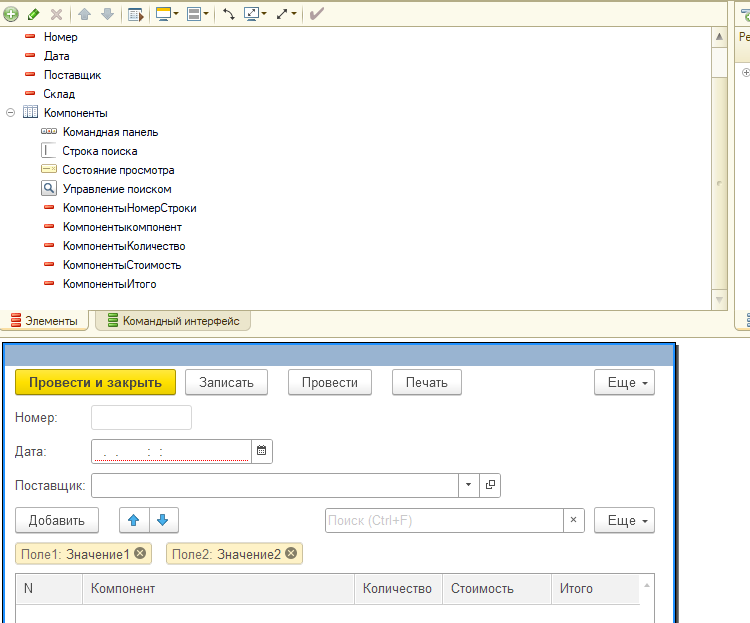 Номер
Дата
Поставщик
Склад
Компоненты
Командная панель
Строка поиска
Состояние просмотра
Управление поиском
КомпонентыНомерСтроки
Компонентыкомпонент
КомпонентыКоличество
КомпонентыСтоимость
КомпонентыИтого
Ре
Элементы Командный интерфейс
Провести и закрыть Записать Провести Печать Еще
Номер:
Дата: . . : :
Поставщик:
Добавить Поиск (Ctrl+F) × Еще
Поле1: Значение1 Поле2: Значение2
N Компонент Количество Стоимость Итого